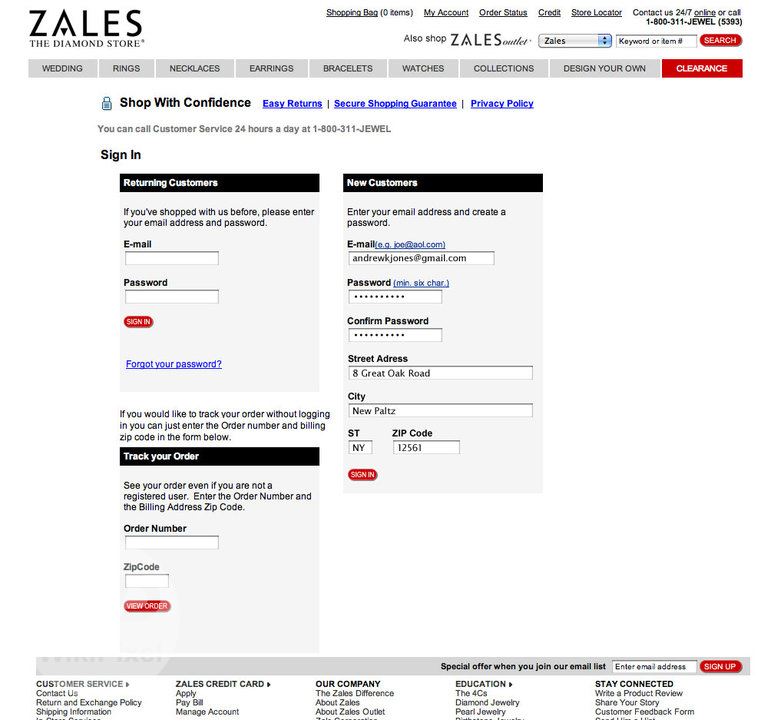 ZALES
THE DIAMOND STORE®
Shopping Bag (0 items) My Account Order Status Credit Store Locator Contact us 24/7 online or call
1-800-311-JEWEL (5393)
Also shop ZALES outlet Zales Keyword or item # SEARCH
WEDDING RINGS NECKLACES EARRINGS BRACELETS WATCHES COLLECTIONS DESIGN YOUR OWN CLEARANCE
Shop With Confidence Easy Returns | Secure Shopping Guarantee | Privacy Policy
You can call Customer Service 24 hours a day at 1-800-311-JEWEL
Sign In
Returning Customers
If you've shopped with us before, please enter
your email address and password.
E-mail
Password
SIGN IN
Forgot your password?
If you would like to track your order without logging
in you can just enter the Order number and billing
zip code in the form below.
Track your Order
See your order even if you are not a
registered user. Enter the Order Number and
the Billing Address Zip Code.
Order Number
ZipCode
VIEW ORDER
New Customers
Enter your email address and create a
password.
E-mail(e.g. joe@aol.com)
andrewkjones@gmail.com
Password (min. six char.)
••••••••••
Confirm Password
••••••••••
Street Adress
8 Great Oak Road
City
New Paltz
ST ZIP Code
NY 12561
SIGN IN
Special offer when you join our email list Enter email address SIGN UP
CUSTOMER SERVICE
Contact Us
Return and Exchange Policy
Shipping Information
In-Store Services
ZALES CREDIT CARD
Apply
Pay Bill
Manage Account
OUR COMPANY
The Zales Difference
About Zales
About Zales Outlet
Zale Corporation
EDUCATION
The 4Cs
Diamond Jewelry
Pearl Jewelry
Birthstone Jewelry
STAY CONNECTED
Write a Product Review
Share Your Story
Customer Feedback Form
Send Him a Hint